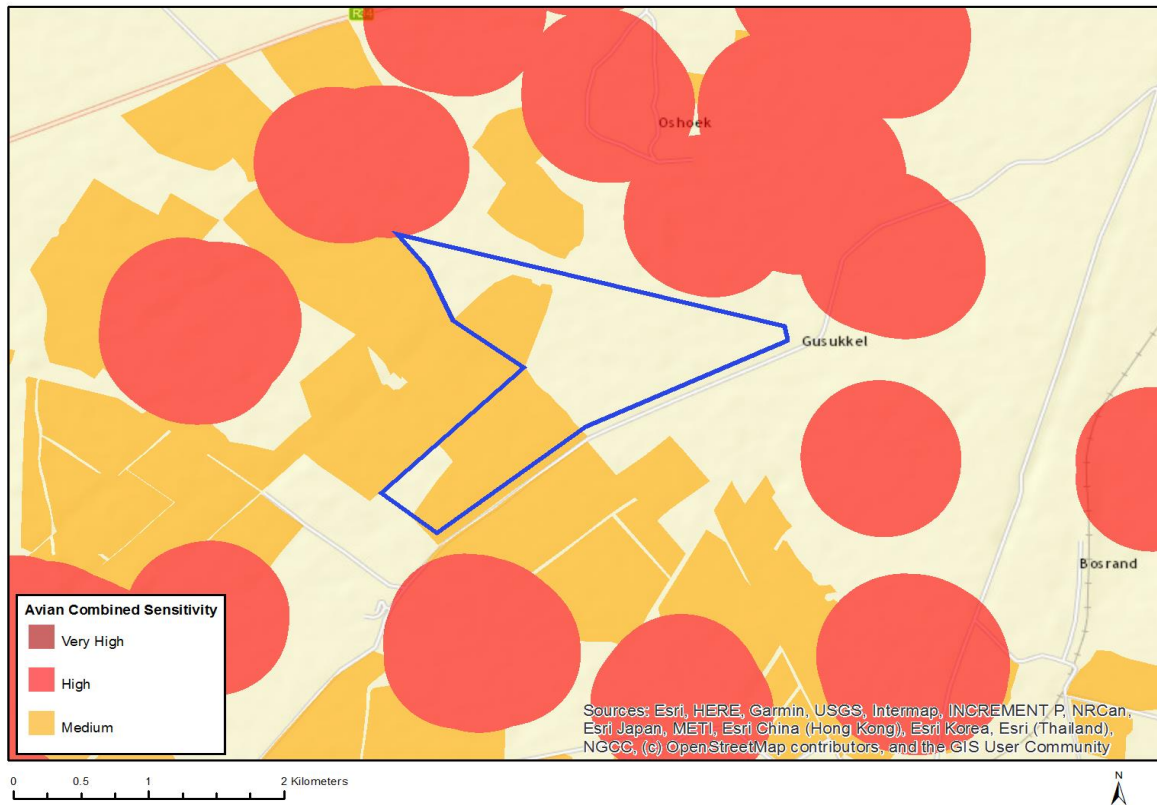 Oshoek
Gusukkel
Bosrand
Avian Combined Sensitivity
Very High
High
Medium
Sources: Esri, HERE, Garmin, USGS, Intermap, INCREMENT P, NRCan,
Esri Japan, METI, Esri China (Hong Kong), Esri Korea, Esri (Thailand),
NGCC, (c) OpenStreetMap contributors, and the GIS User Community
0 0.5 1 2 Kilometers
N